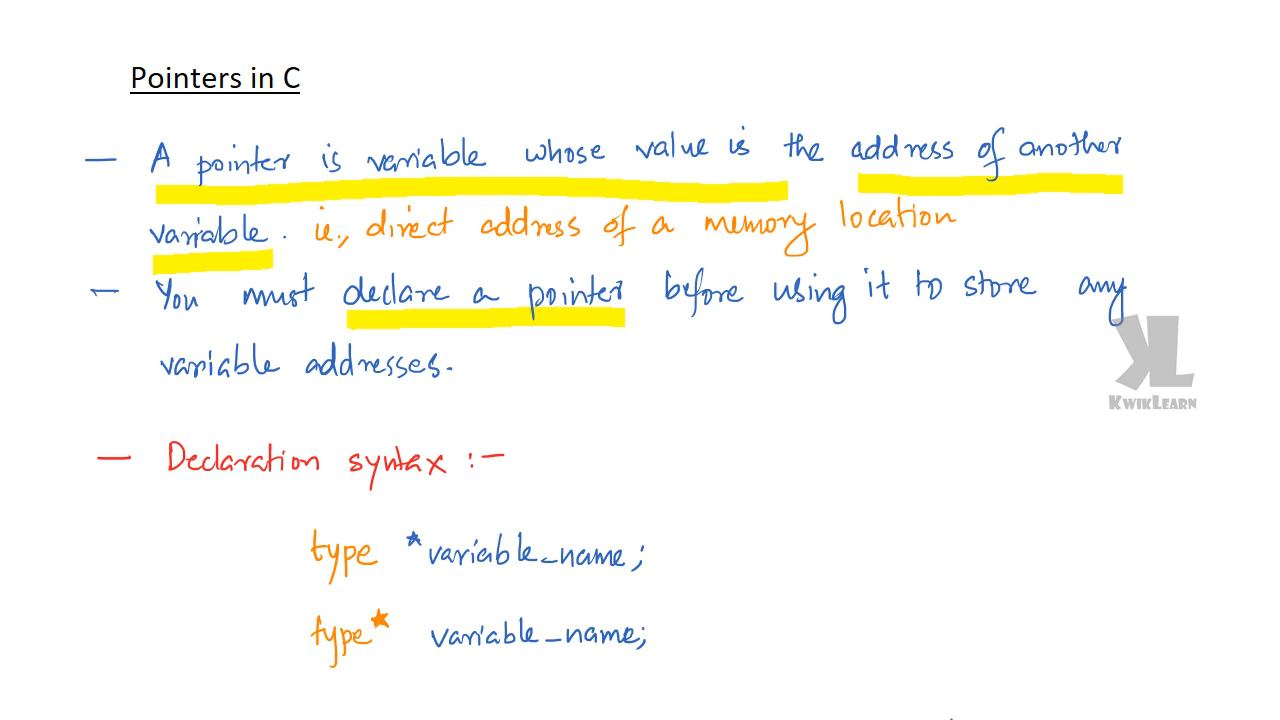 Pointers in C
— A pointer is variable whose value is the address of another
variable. ie., direct address of a memory location
— You must declare a pointer before using it to store any
variable addresses.
KL
KWIKLEARN
— Declaration syntax :-
type *variable_name;
type* variable_name;